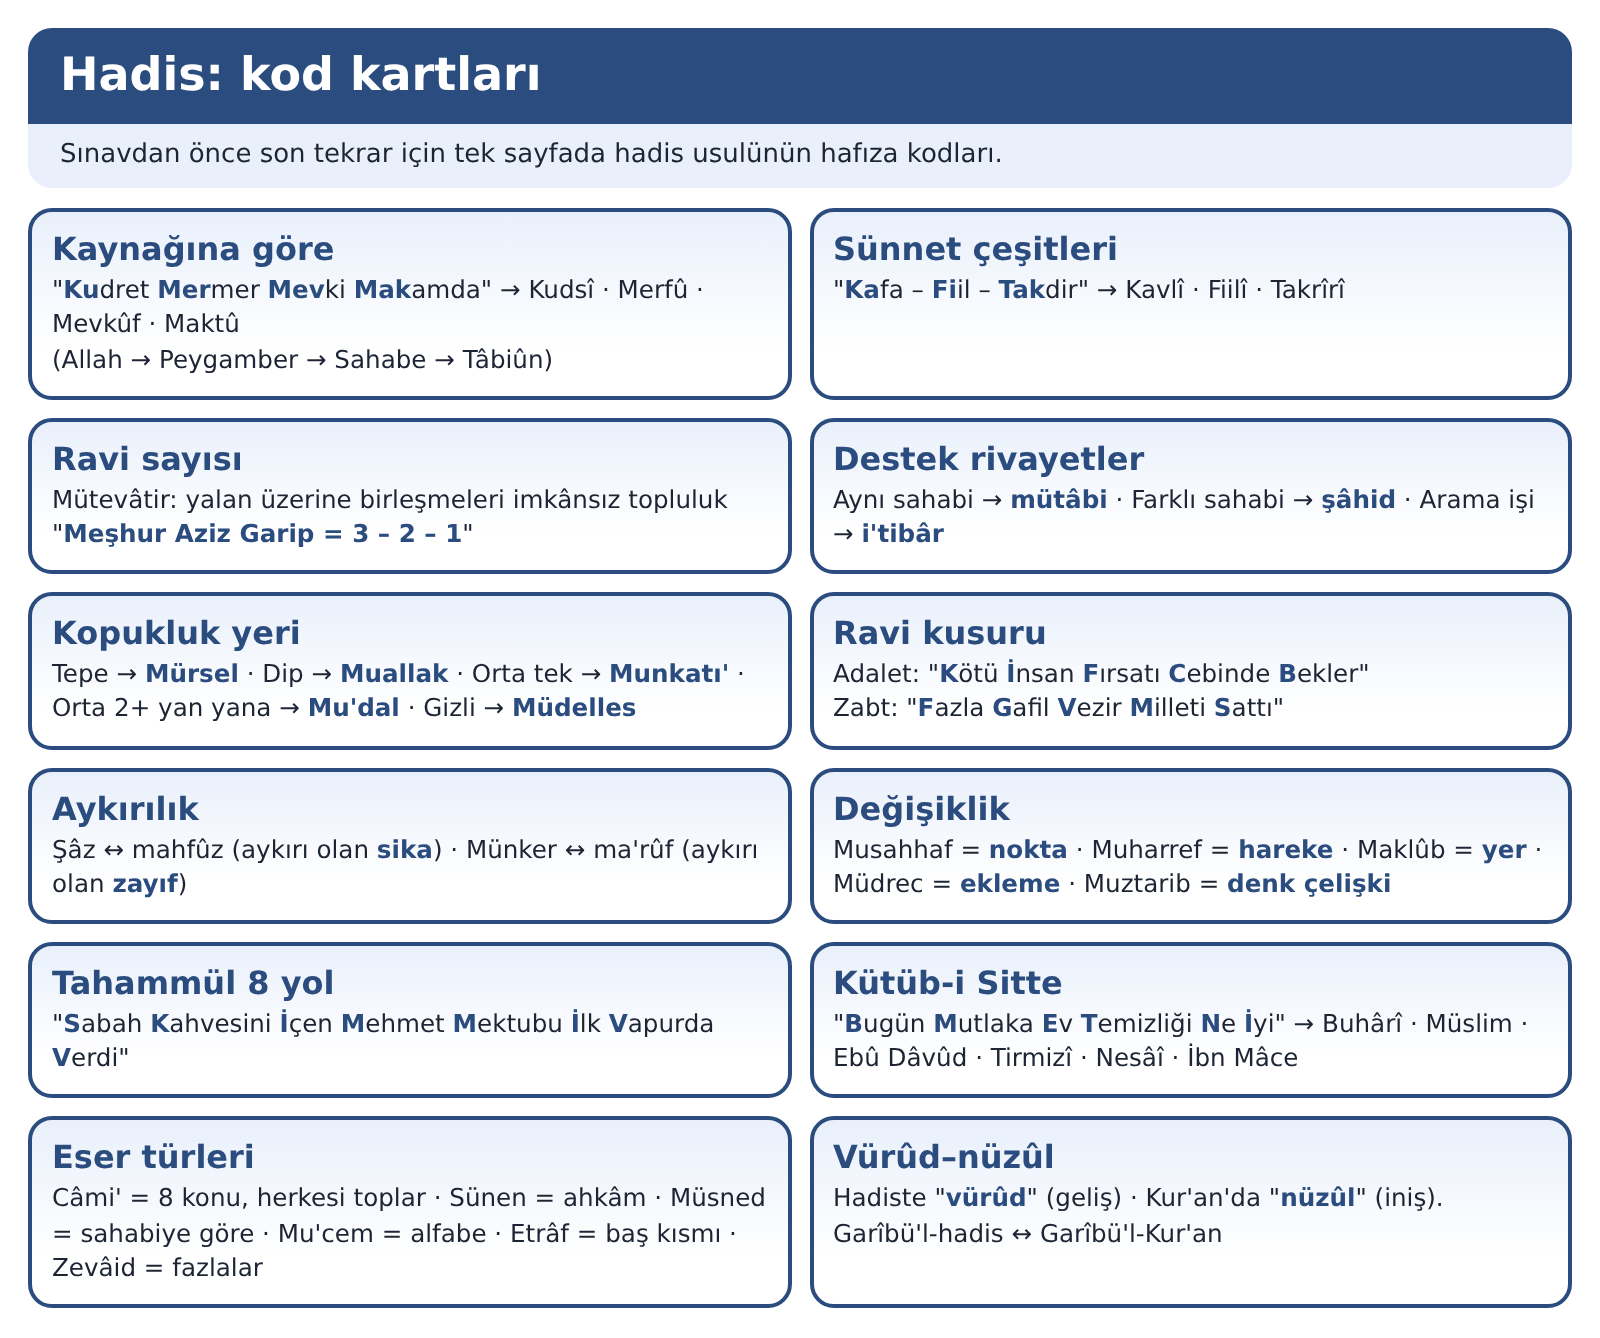 Hadis: kod kartları
Sınavdan önce son tekrar için tek sayfada hadis usulünün hafıza kodları.
Kaynağına göre
"Kudret Mermer Mevki Makamda" → Kudsî · Merfû ·
Mevkûf · Maktû
(Allah → Peygamber → Sahabe → Tâbiûn)
Sünnet çeşitleri
"Kafa – Fiil – Takdir" → Kavlî · Fiilî · Takrîrî
Ravi sayısı
Mütevâtir: yalan üzerine birleşmeleri imkânsız topluluk
"Meşhur Aziz Garip = 3 – 2 – 1"
Destek rivayetler
Aynı sahabi → mütâbi · Farklı sahabi → şâhid · Arama işi
→ i'tibâr
Kopukluk yeri
Tepe → Mürsel · Dip → Muallak · Orta tek → Munkatı' ·
Orta 2+ yan yana → Mu'dal · Gizli → Müdelles
Ravi kusuru
Adalet: "Kötü İnsan Fırsatı Cebinde Bekler"
Zabt: "Fazla Gafil Vezir Milleti Sattı"
Aykırılık
Şâz ↔ mahfûz (aykırı olan sika) · Münker ↔ ma'rûf (aykırı
olan zayıf)
Değişiklik
Musahhaf = nokta · Muharref = hareke · Maklûb = yer ·
Müdrec = ekleme · Muztarib = denk çelişki
Tahammül 8 yol
"Sabah Kahvesini İçen Mehmet Mektubu İlk Vapurda
Verdi"
Kütüb-i Sitte
"Bugün Mutlaka Ev Temizliği Ne İyi" → Buhârî · Müslim ·
Ebû Dâvûd · Tirmizî · Nesâî · İbn Mâce
Eser türleri
Câmi' = 8 konu, herkesi toplar · Sünen = ahkâm · Müsned
= sahabiye göre · Mu'cem = alfabe · Etrâf = baş kısmı ·
Zevâid = fazlalar
Vürûd–nüzûl
Hadiste "vürûd" (geliş) · Kur'an'da "nüzûl" (iniş).
Garîbü'l-hadis ↔ Garîbü'l-Kur'an